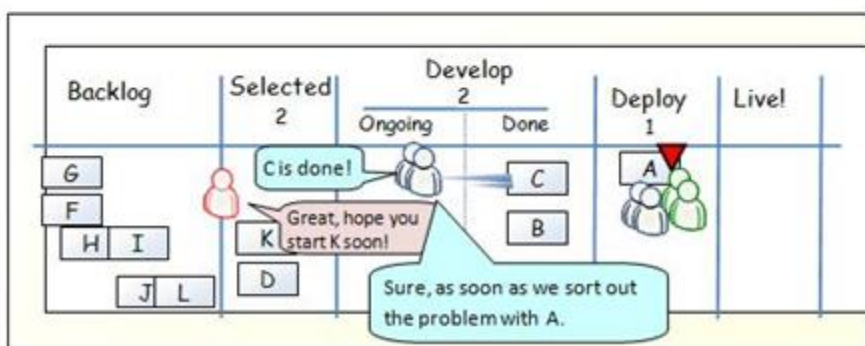 Backlog
Selected
2
Develop
2
Ongoing
Done
Deploy
1
Live!
G
F
H
I
J
L
K
D
C is done!
Great, hope you
start K soon!
C
B
A
Sure, as soon as we sort out
the problem with A.